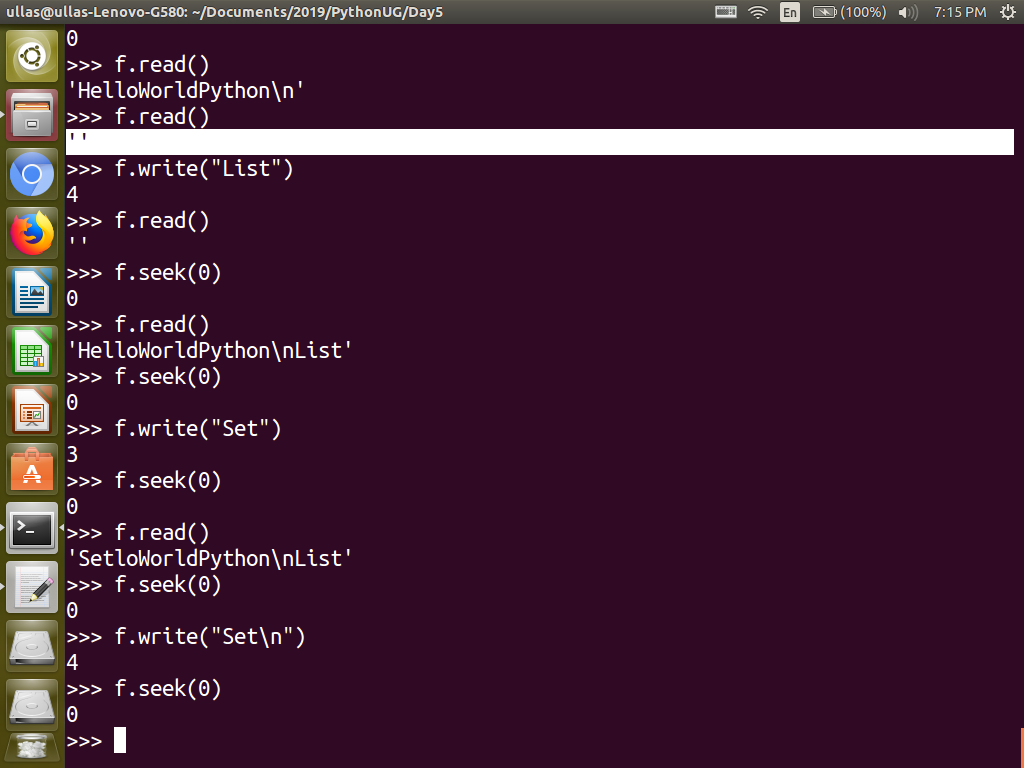 ullas@ullas-Lenovo-G580: ~/Documents/2019/PythonUG/Day5
En (100%) 7:15 PM
0
>>> f.read()
'HelloWorldPython\n'
>>> f.read()
''
>>> f.write("List")
4
>>> f.read()
''
>>> f.seek(0)
0
>>> f.read()
'HelloWorldPython\nList'
>>> f.seek(0)
0
>>> f.write("Set")
3
>>> f.seek(0)
0
>>> f.read()
'SetloWorldPython\nList'
>>> f.seek(0)
0
>>> f.write("Set\n")
4
>>> f.seek(0)
0
>>>